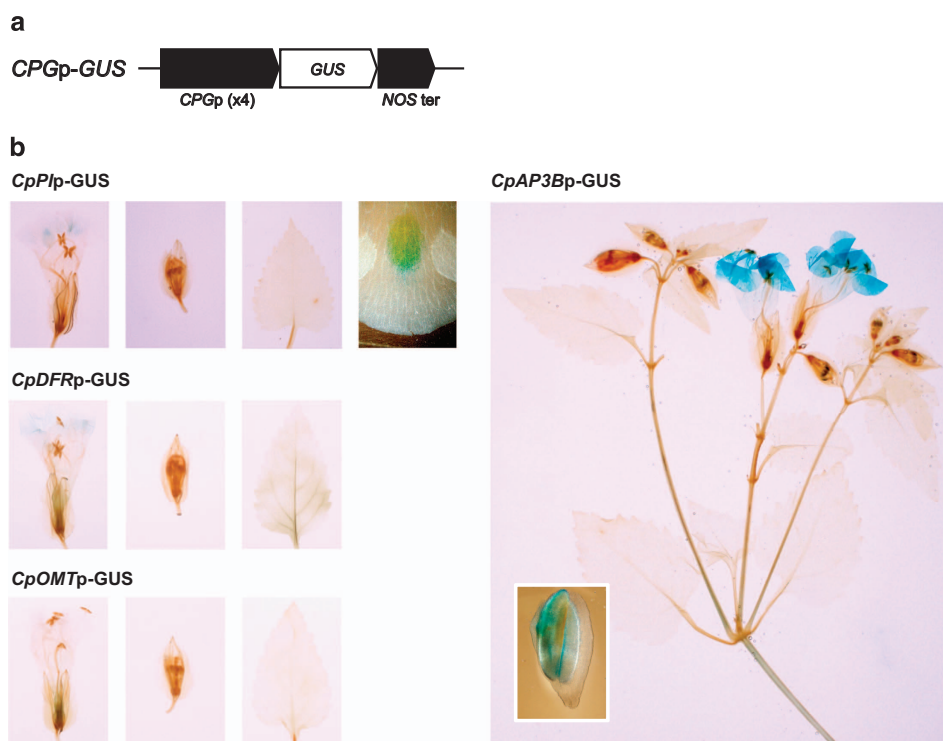 a
CPGp-GUS
GUS
CPGp (x4)
NOS ter
b
CpPIp-GUS
CpAP3Bp-GUS
CpDFRp-GUS
CpOMTp-GUS